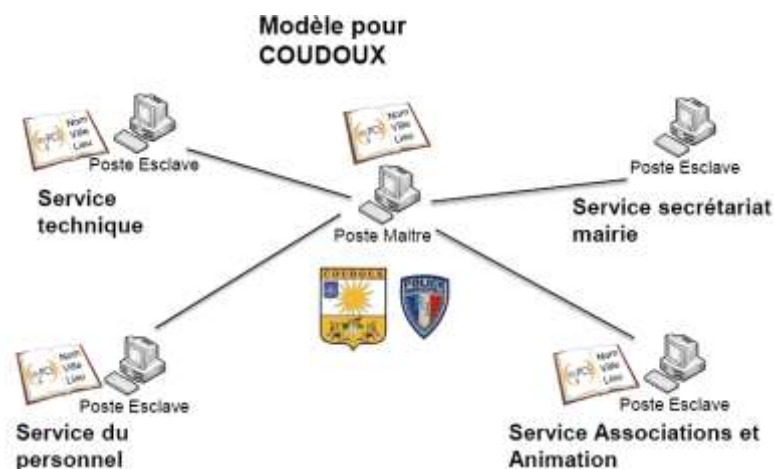 Modèle pour
COUDOUX
Nom
Ville
Lieu
Poste Esclave
Service
technique
Poste Maitre
Nom
Ville
Lieu
Poste Esclave
Service secrétariat
mairie
COUDOUX
POLICE
Nom
Ville
Lieu
Poste Esclave
Service du
personnel
Nom
Ville
Lieu
Poste Esclave
Service Associations et
Animation